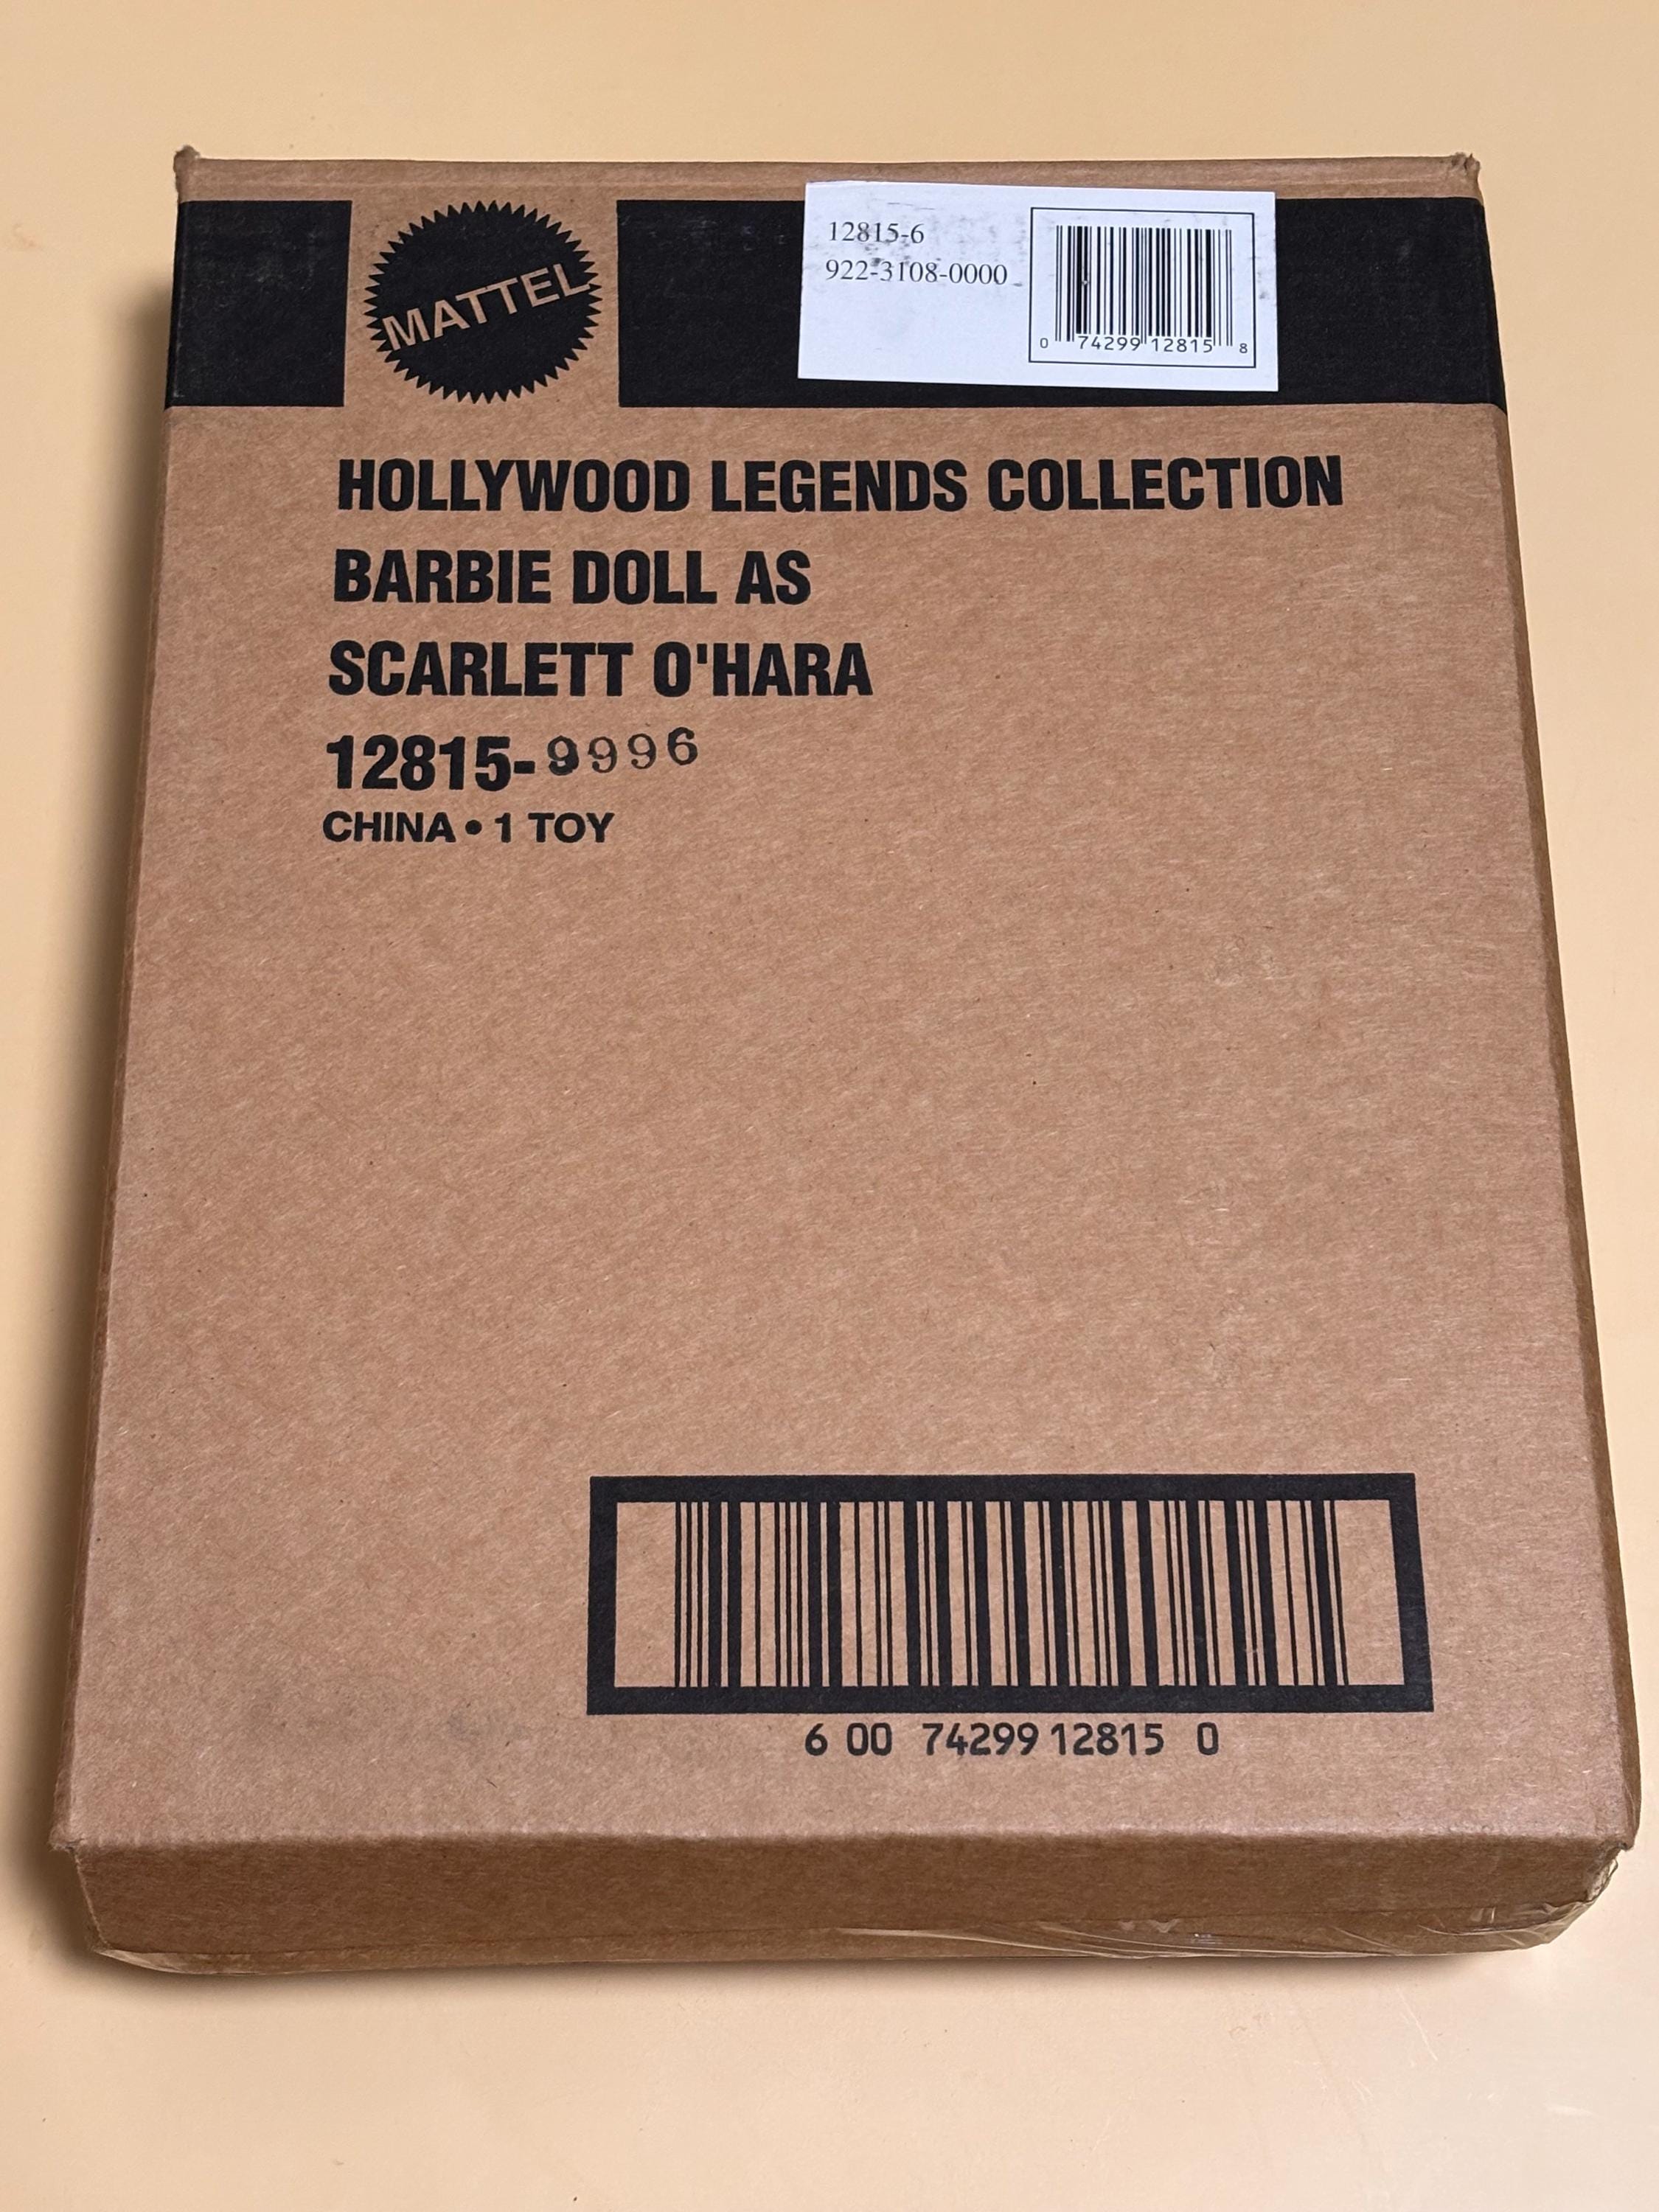 MATTEL
12815-6
922-3108-0000
0 74299 12815 8
HOLLYWOOD LEGENDS COLLECTION
BARBIE DOLL AS
SCARLETT O'HARA
12815-9996
CHINA • 1 TOY
6 00 74299 12815 0